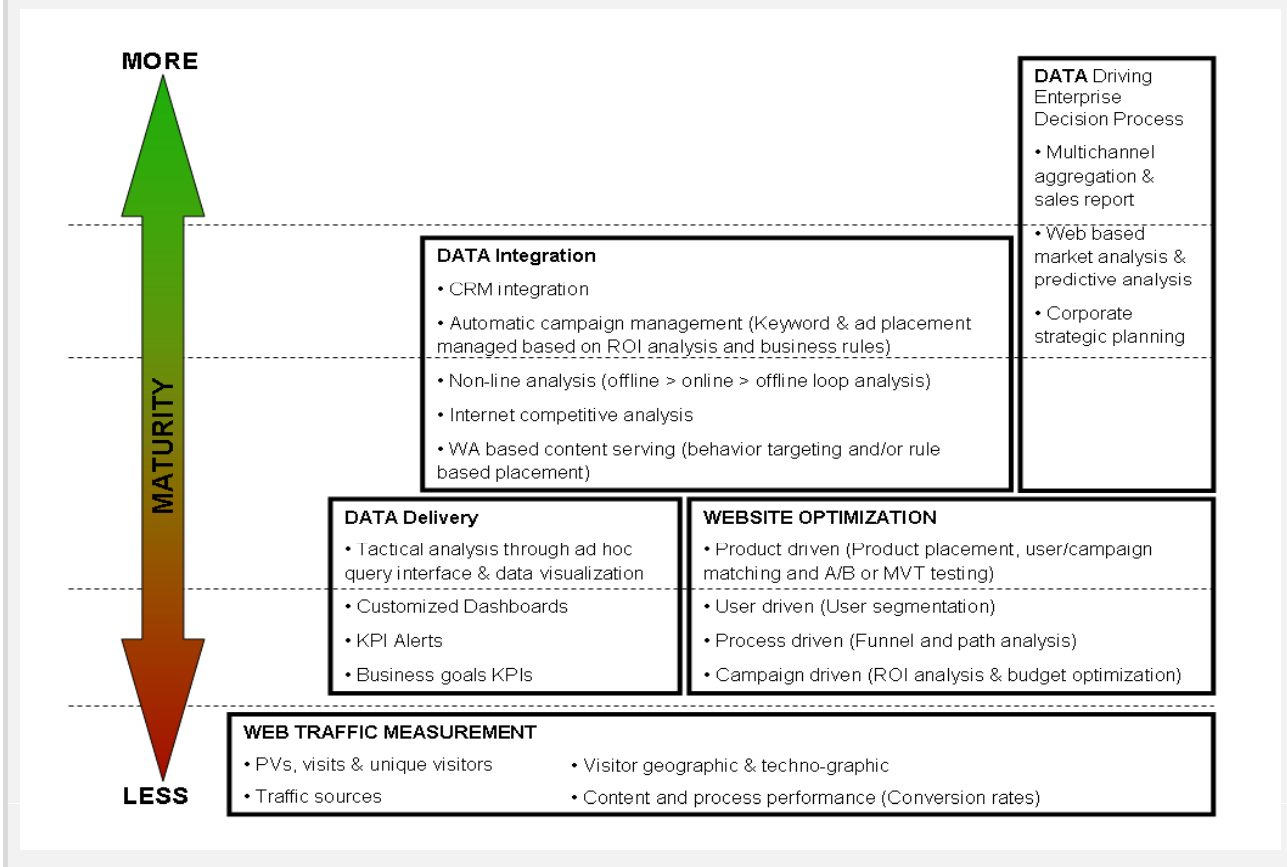 MORE
DATA Driving
Enterprise
Decision Process
• Multichannel
aggregation &
sales report
• Web based
market analysis &
predictive analysis
• Corporate
strategic planning
DATA Integration
• CRM integration
• Automatic campaign management (Keyword & ad placement
managed based on ROI analysis and business rules)
• Non-line analysis (offline > online > offline loop analysis)
• Internet competitive analysis
• WA based content serving (behavior targeting and/or rule
based placement)
MATURITY
DATA Delivery
• Tactical analysis through ad hoc
query interface & data visualization
• Customized Dashboards
• KPI Alerts
• Business goals KPIs
WEBSITE OPTIMIZATION
• Product driven (Product placement, user/campaign
matching and A/B or MVT testing)
• User driven (User segmentation)
• Process driven (Funnel and path analysis)
• Campaign driven (ROI analysis & budget optimization)
WEB TRAFFIC MEASUREMENT
• PVs, visits & unique visitors
• Traffic sources
• Visitor geographic & techno-graphic
• Content and process performance (Conversion rates)
LESS